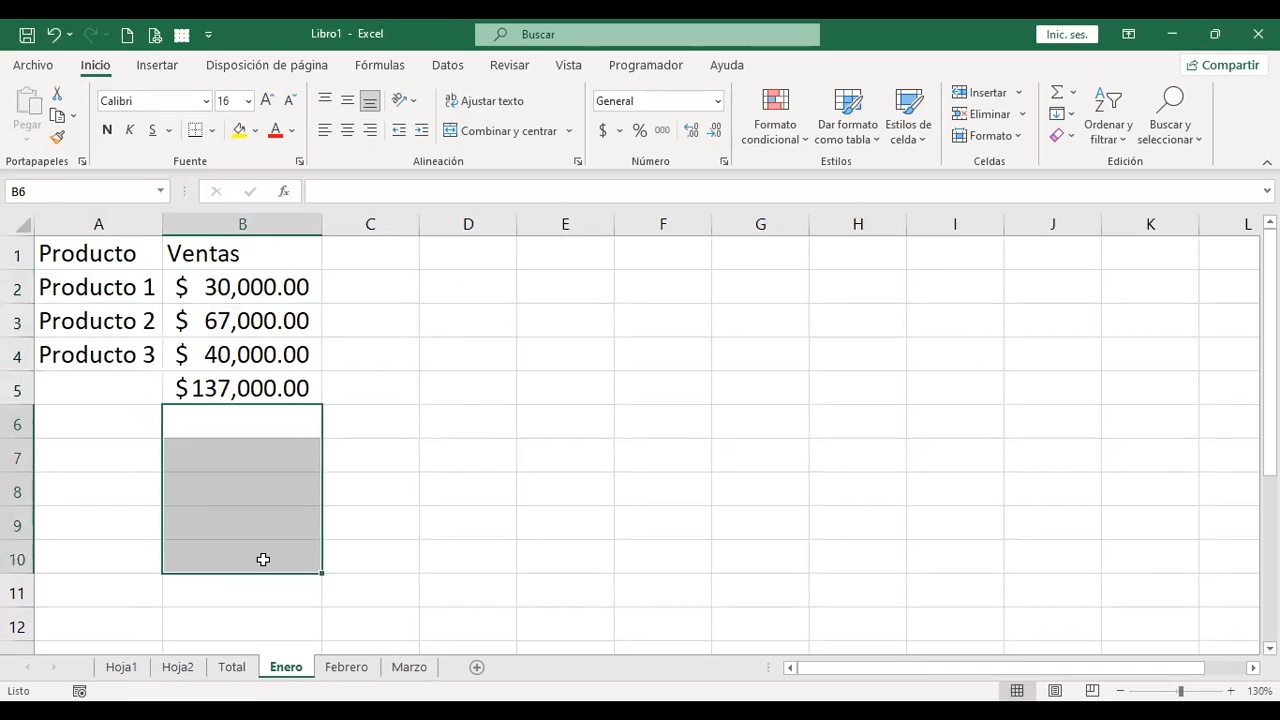 Libro1 - Excel
Buscar
Inic. ses.
Archivo Inicio Insertar Disposición de página Fórmulas Datos Revisar Vista Programador Ayuda
Compartir
Pegar
Portapapeles
Calibri 16
N K S
Fuente
Ajustar texto
Combinar y centrar
Alineación
General
$ % 000
Número
Formato condicional
Dar formato como tabla
Estilos de celda
Estilos
Insertar
Eliminar
Formato
Celdas
Ordenar y filtrar
Buscar y seleccionar
Edición
B6
fx
A B C D E F G H I J K L
1 Producto Ventas
2 Producto 1 $ 30,000.00
3 Producto 2 $ 67,000.00
4 Producto 3 $ 40,000.00
5 $137,000.00
6
7
8
9
10
11
12
Hoja1 Hoja2 Total Enero Febrero Marzo
Listo
130%